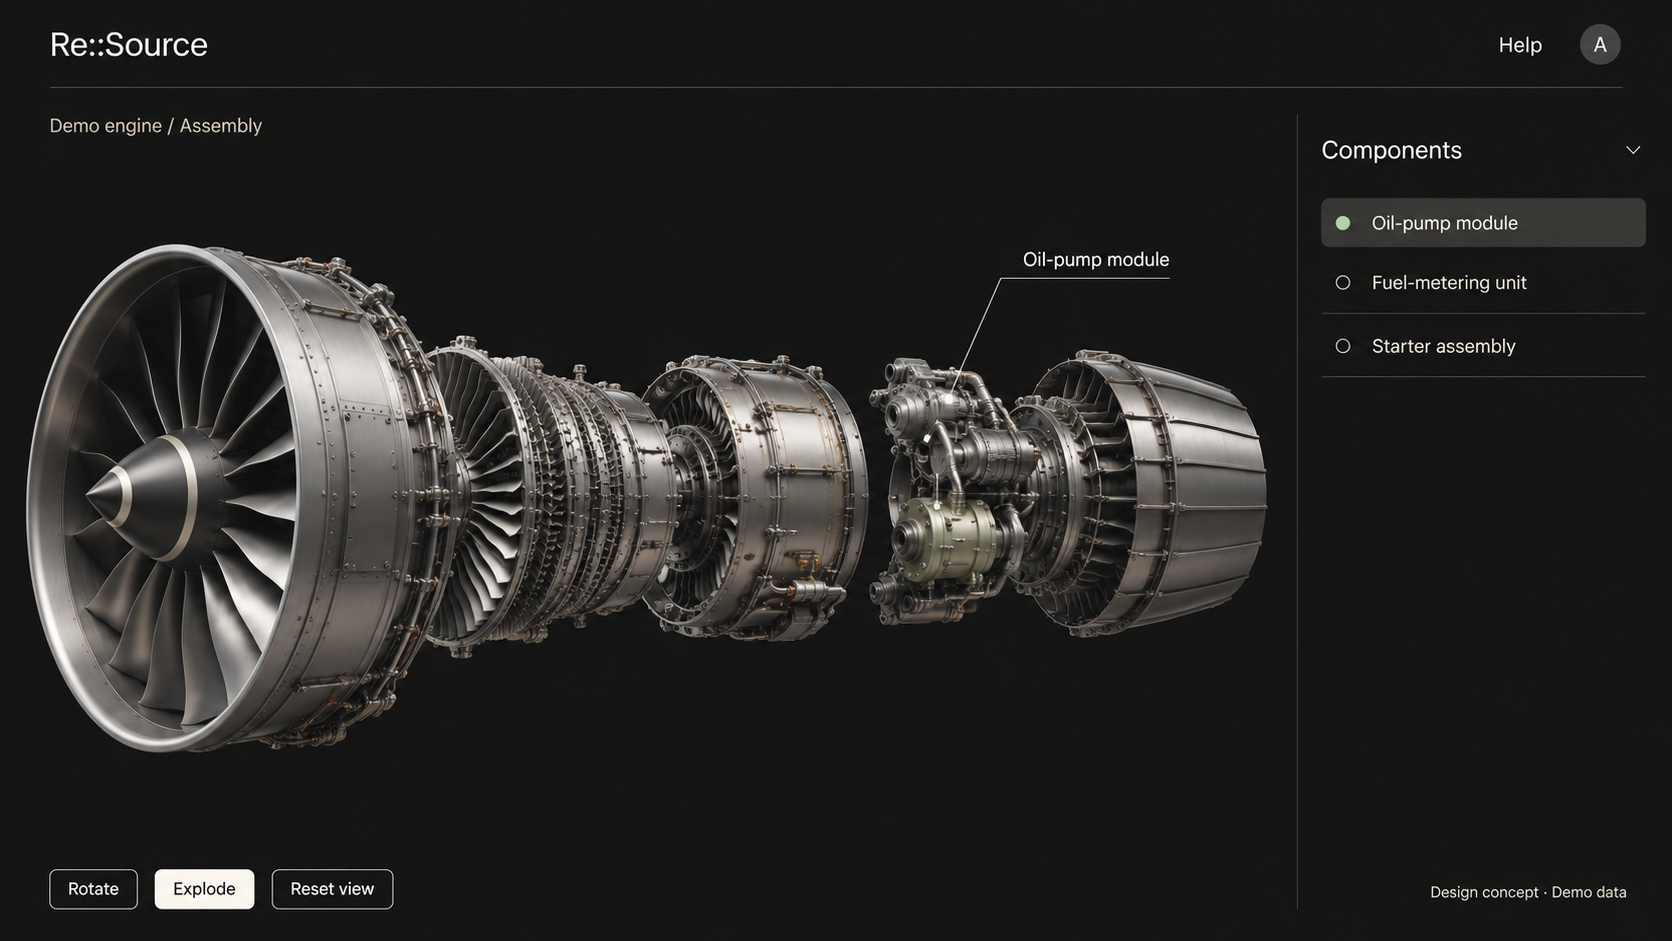 Re::Source
Help
A
Demo engine / Assembly
Components
Oil-pump module
Fuel-metering unit
Starter assembly
Oil-pump module
Rotate
Explode
Reset view
Design concept · Demo data